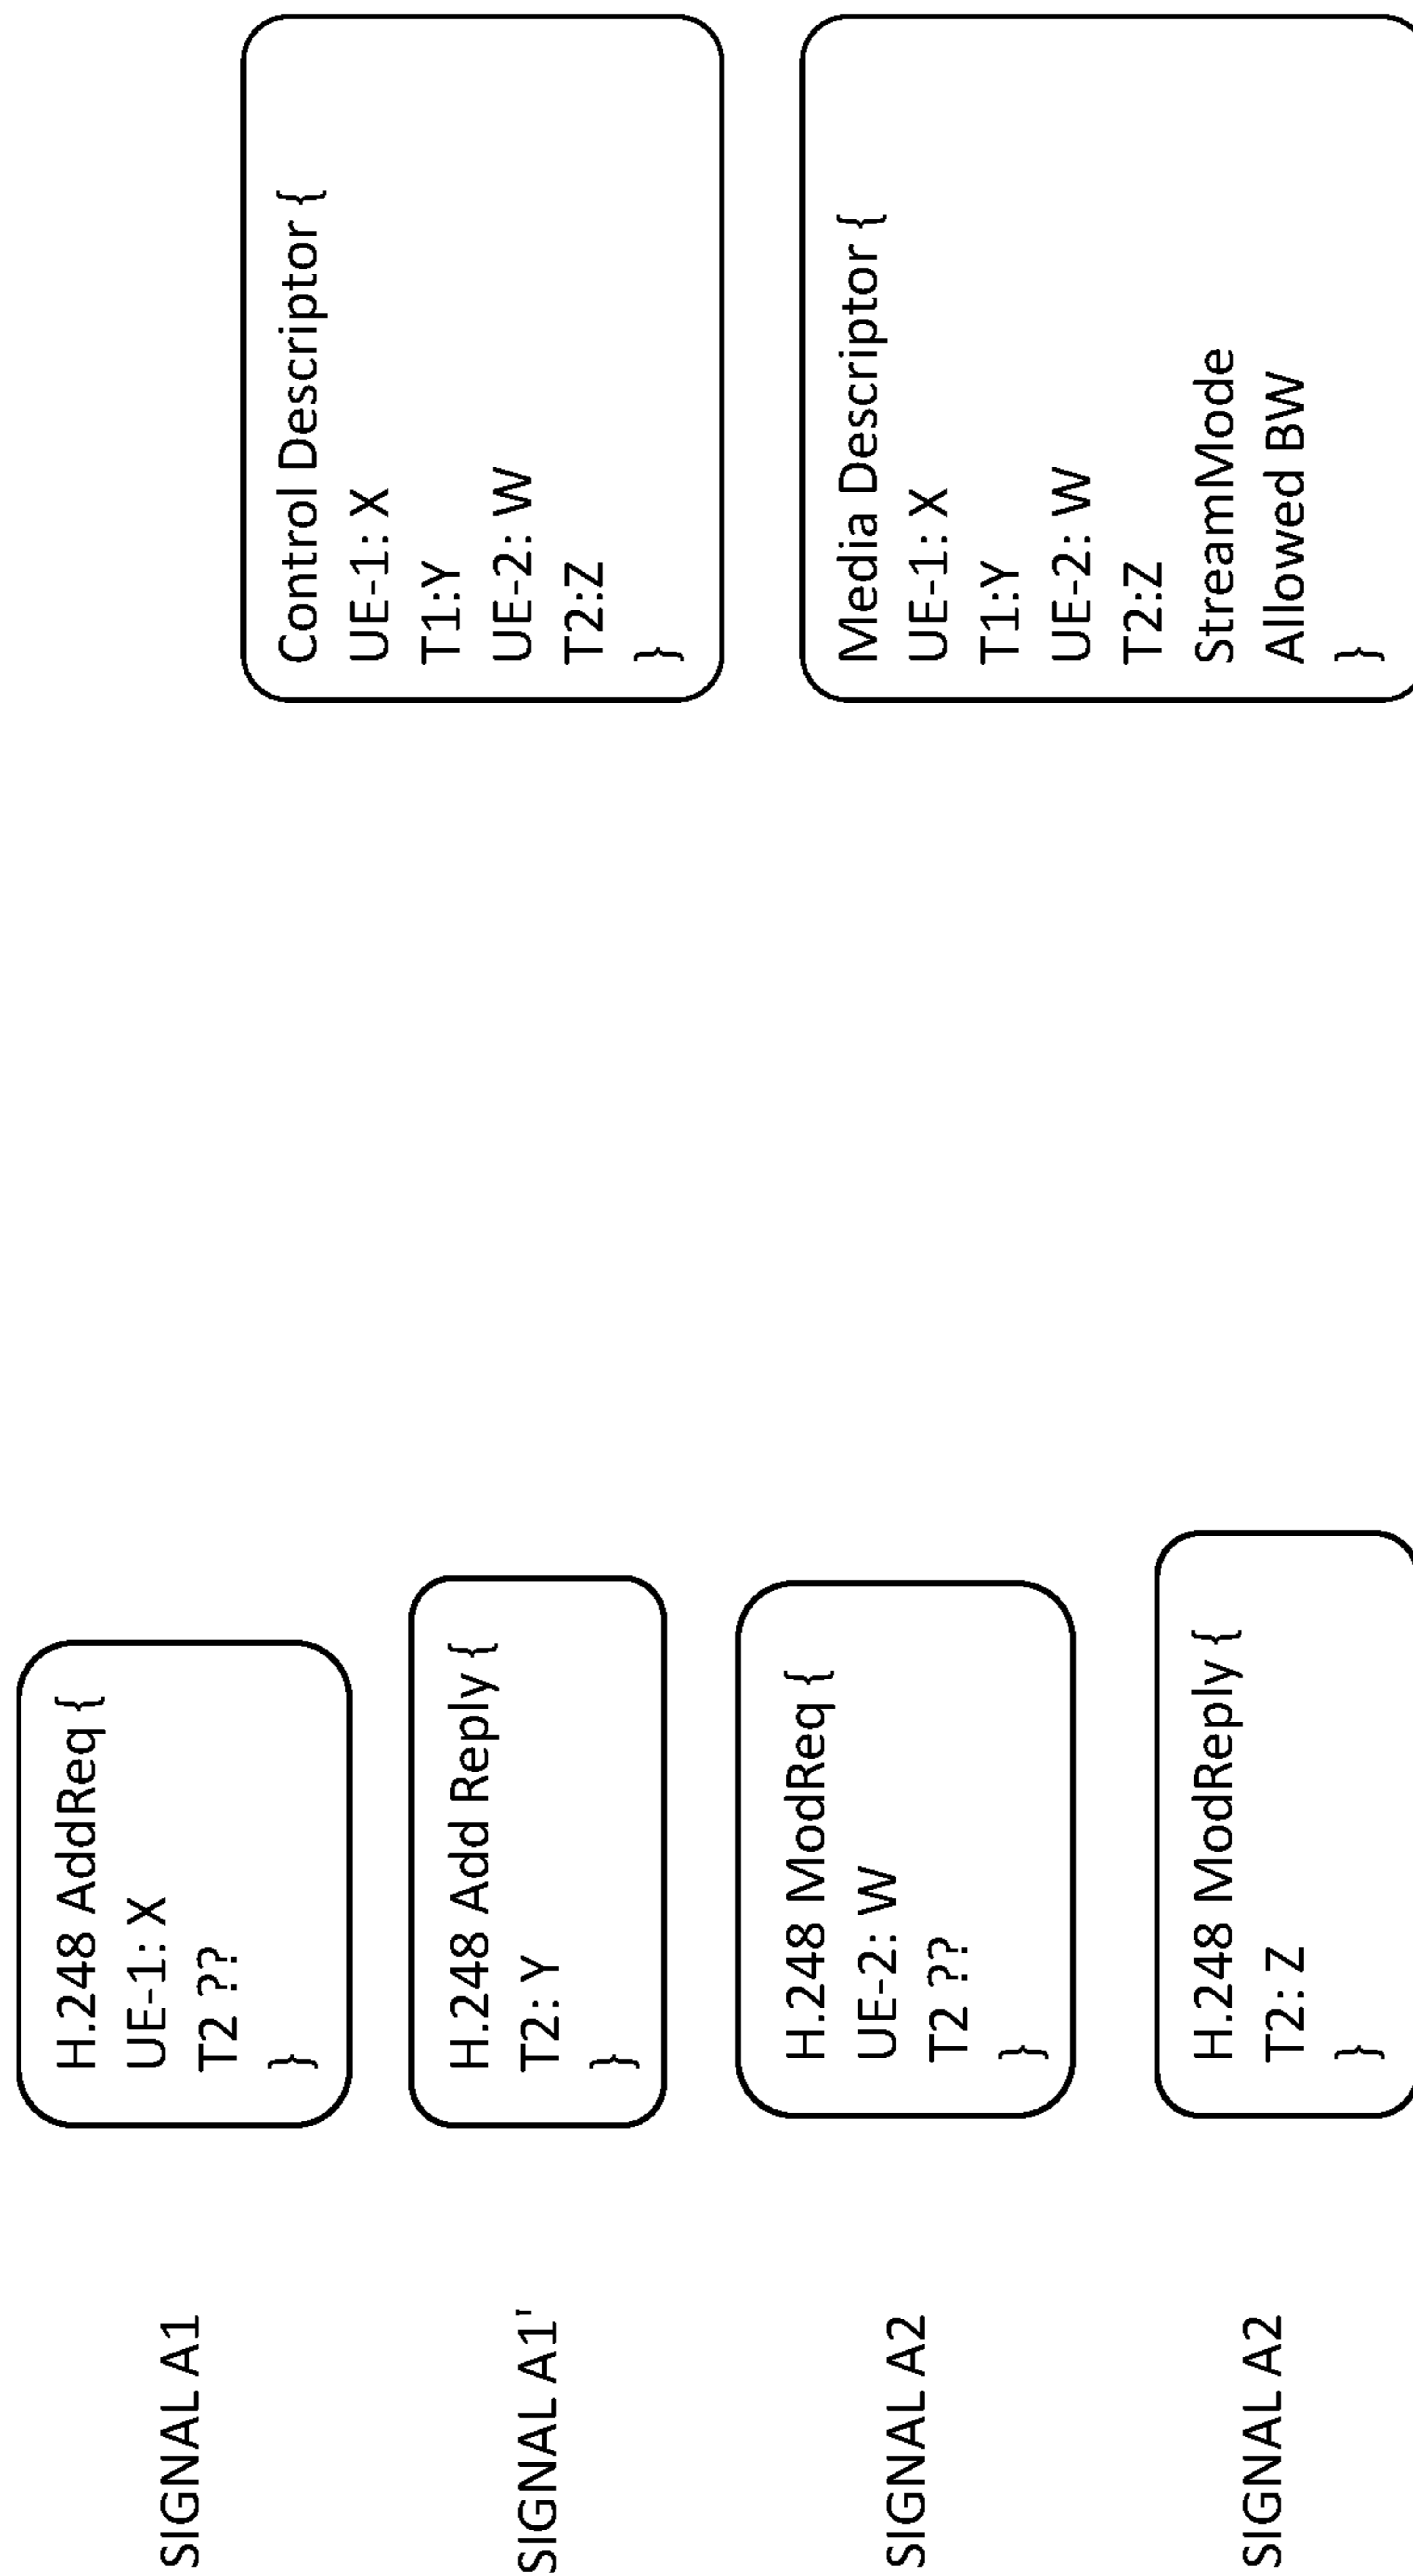 SIGNAL A1
H.248 AddReq {
UE-1: X
T2 ??
}
SIGNAL A1'
H.248 Add Reply {
T2: Y
}
SIGNAL A2
H.248 ModReq {
UE-2: W
T2 ??
}
SIGNAL A2
H.248 ModReply {
T2: Z
}
Control Descriptor {
UE-1: X
T1:Y
UE-2: W
T2:Z
}
Media Descriptor {
UE-1: X
T1:Y
UE-2: W
T2:Z
StreamMode
Allowed BW
}